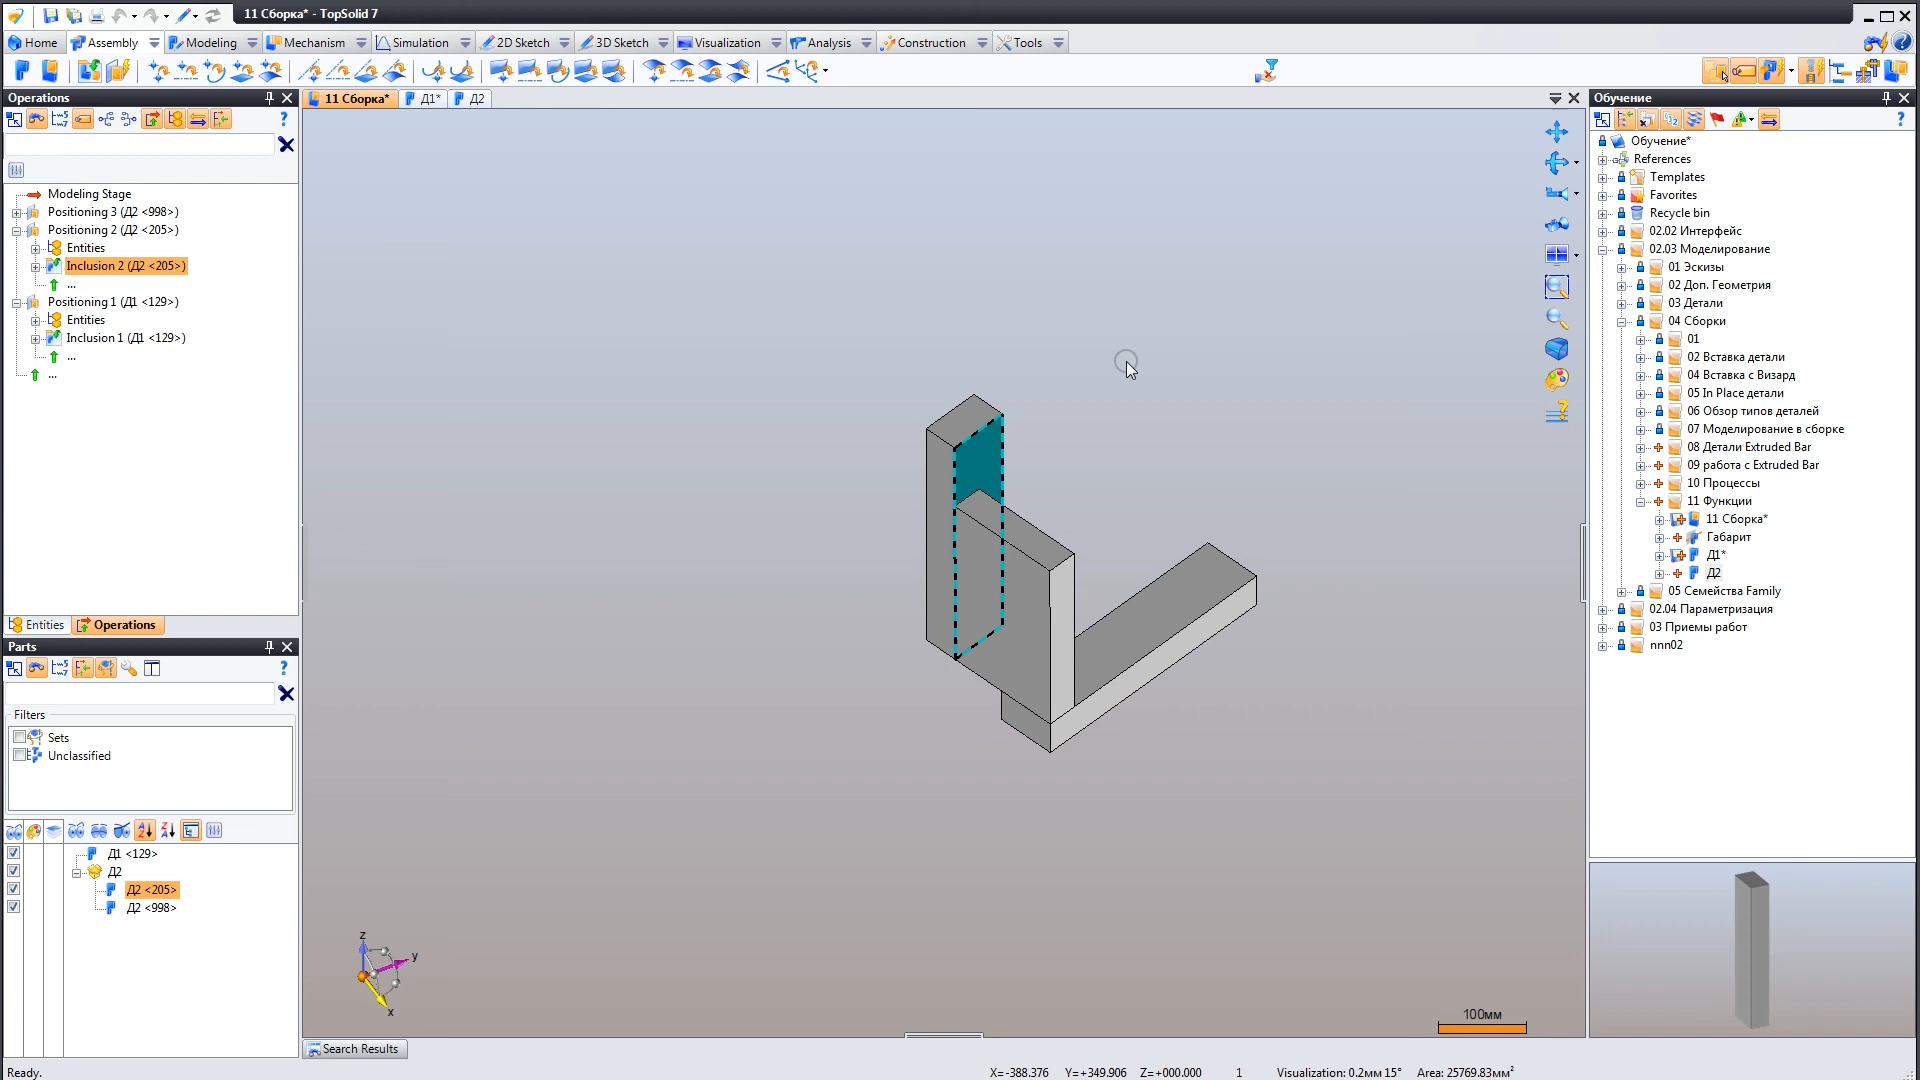 11 Сборка* - TopSolid 7
Home
Assembly
Modeling
Mechanism
Simulation
2D Sketch
3D Sketch
Visualization
Analysis
Construction
Tools
Operations
11 Сборка*
Д1*
Д2
Обучение
Modeling Stage
Positioning 3 (Д2 <998>)
Positioning 2 (Д2 <205>)
Entities
Inclusion 2 (Д2 <205>)
...
Positioning 1 (Д1 <129>)
Entities
Inclusion 1 (Д1 <129>)
...
...
Entities
Operations
Parts
Filters
Sets
Unclassified
Д1 <129>
Д2
Д2 <205>
Д2 <998>
z
y
x
100мм
Search Results
Обучение*
References
Templates
Favorites
Recycle bin
02.02 Интерфейс
02.03 Моделирование
01 Эскизы
02 Доп. Геометрия
03 Детали
04 Сборки
01
02 Вставка детали
04 Вставка с Визард
05 In Place детали
06 Обзор типов деталей
07 Моделирование в сборке
08 Детали Extruded Bar
09 работа с Extruded Bar
10 Процессы
11 Функции
11 Сборка*
Габарит
Д1*
Д2
05 Семейства Family
02.04 Параметризация
03 Приемы работ
nnn02
Ready.
X=-388.376 Y=+349.906 Z=+000.000 1 Visualization: 0.2мм 15° Area: 25769.83мм²